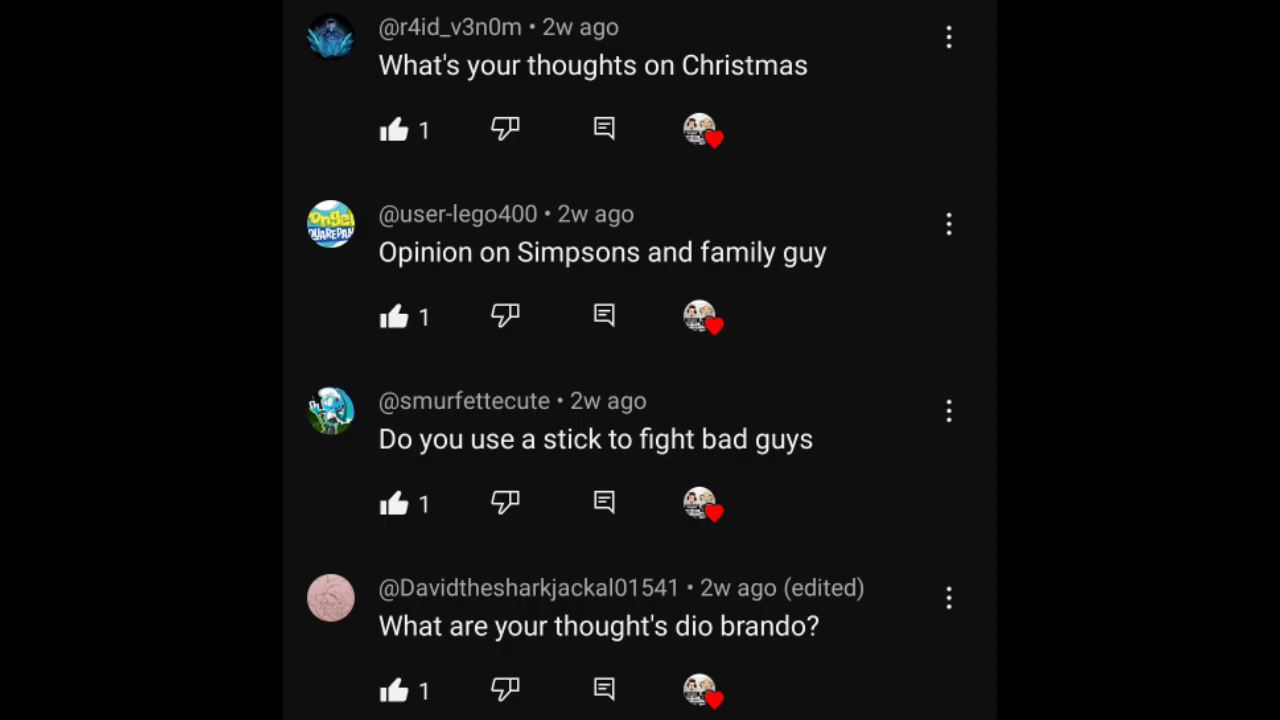 @r4id_v3n0m • 2w ago
What's your thoughts on Christmas
1
@user-lego400 • 2w ago
Opinion on Simpsons and family guy
1
@smurfettecute • 2w ago
Do you use a stick to fight bad guys
1
@Davidthesharkjackal01541 • 2w ago (edited)
What are your thought's dio brando?
1